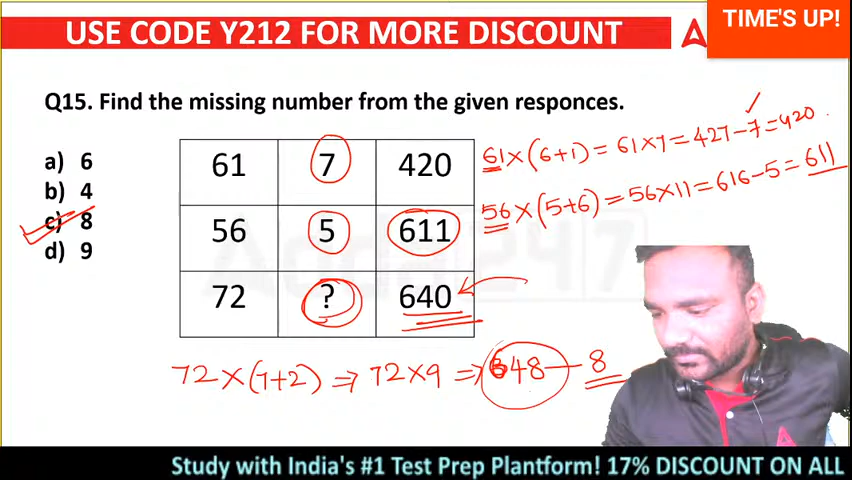 TIME'S UP!
USE CODE Y212 FOR MORE DISCOUNT
Q15. Find the missing number from the given responces.
a) 6
b) 4
c) 8
d) 9
61 7 420
56 5 611
72 ? 640
61×(6+1) = 61×7 = 427-7 = 420
56×(5+6) = 56×11 = 616-5 = 611
72×(7+2) ⇒ 72×9 ⇒ 648-8
Adda 247
Study with India's #1 Test Prep Plantform! 17% DISCOUNT ON ALL